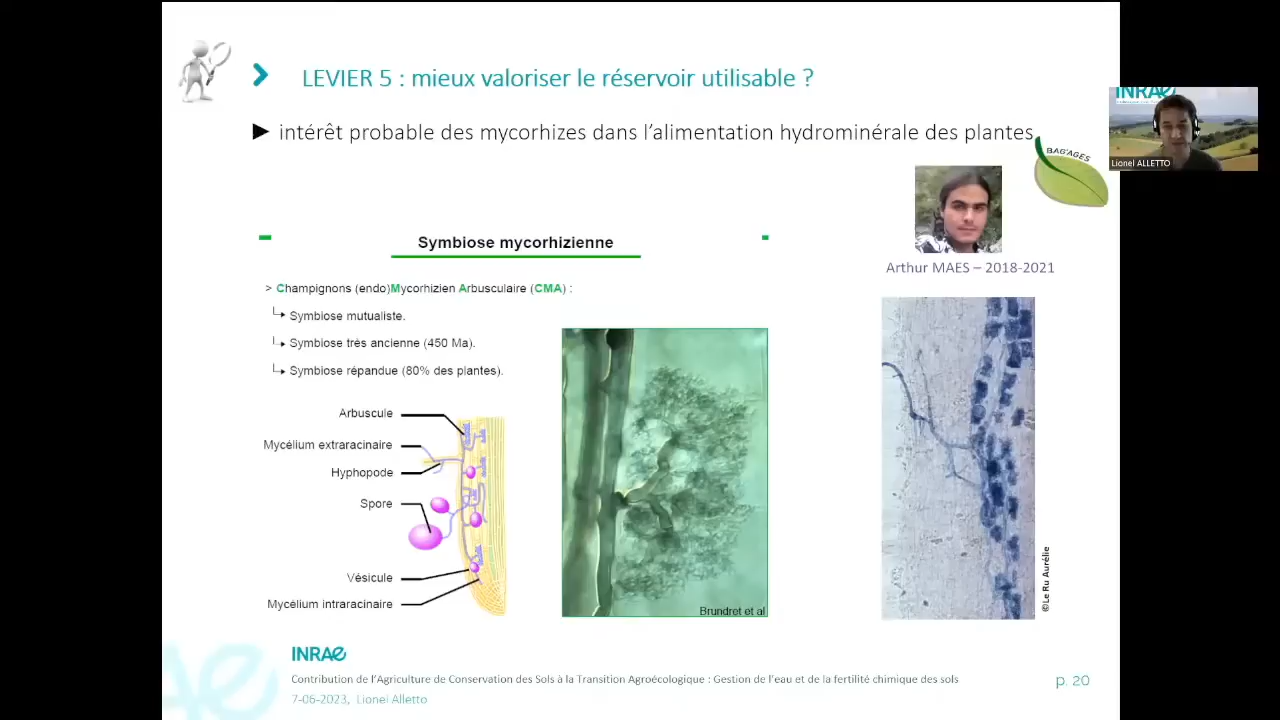 LEVIER 5 : mieux valoriser le réservoir utilisable ?
► intérêt probable des mycorhizes dans l'alimentation hydrominérale des plantes
INRAE
Lionel ALLETTO
BAG'AGES
Symbiose mycorhizienne
Arthur MAES – 2018-2021
> Champignons (endo)Mycorhizien Arbusculaire (CMA) :
Symbiose mutualiste.
Symbiose très ancienne (450 Ma).
Symbiose répandue (80% des plantes).
Arbuscule
Mycélium extraracinaire
Hyphopode
Spore
Vésicule
Mycélium intraracinaire
Brundret et al
©Le Ru Aurélie
INRAE
Contribution de l'Agriculture de Conservation des Sols à la Transition Agroécologique : Gestion de l'eau et de la fertilité chimique des sols
7-06-2023, Lionel Alletto
p. 20